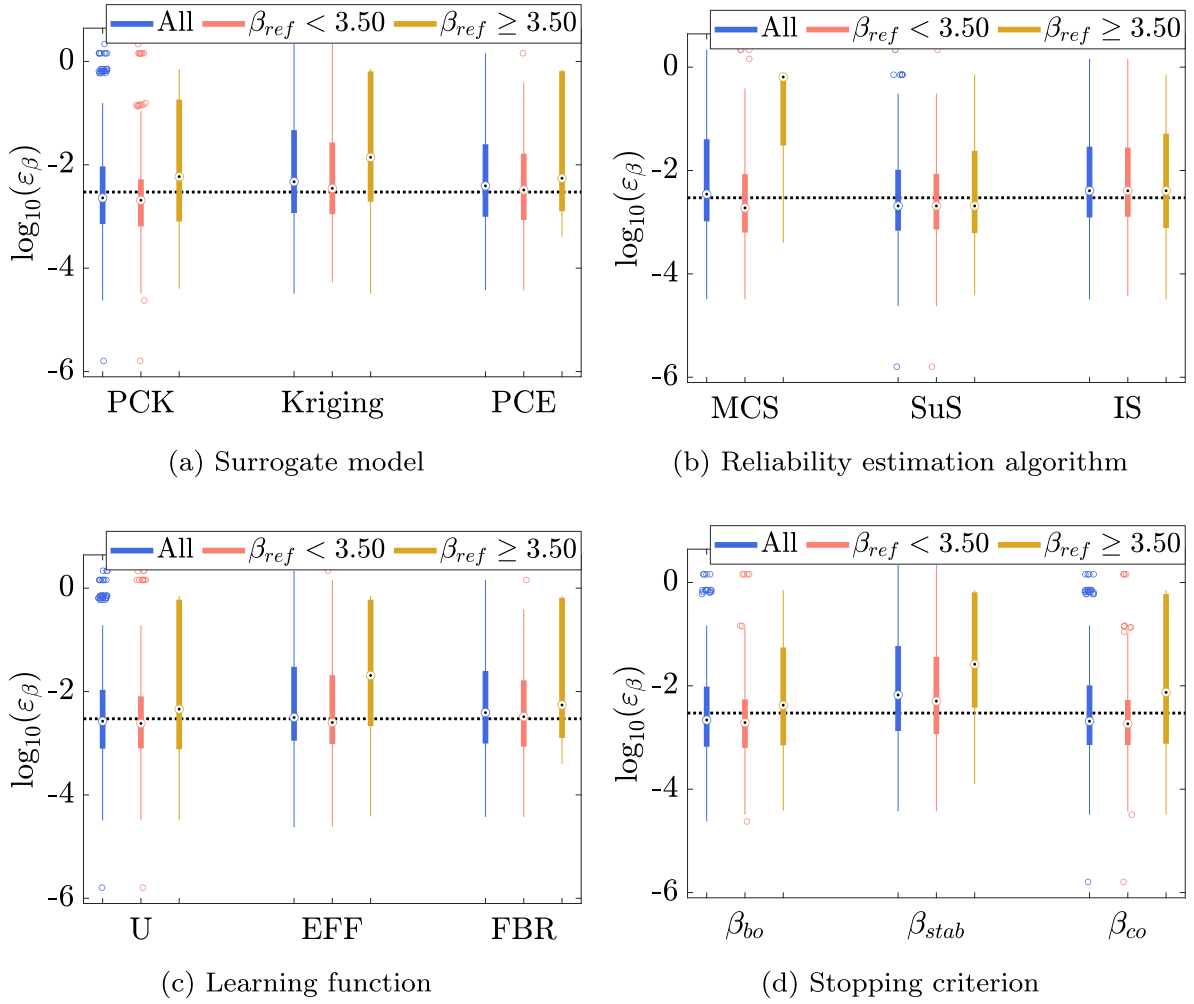 All β_ref < 3.50 β_ref ≥ 3.50
0
-2
-4
-6
log₁₀(ε_β)
PCK Kriging PCE
(a) Surrogate model
All β_ref < 3.50 β_ref ≥ 3.50
0
-2
-4
-6
log₁₀(ε_β)
MCS SuS IS
(b) Reliability estimation algorithm
All β_ref < 3.50 β_ref ≥ 3.50
0
-2
-4
-6
log₁₀(ε_β)
U EFF FBR
(c) Learning function
All β_ref < 3.50 β_ref ≥ 3.50
0
-2
-4
-6
log₁₀(ε_β)
β_bo β_stab β_co
(d) Stopping criterion